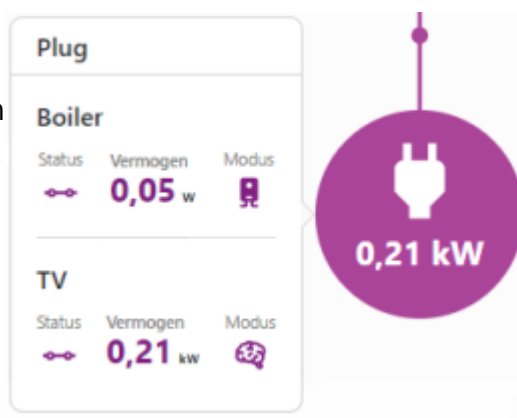 Plug
Boiler
Status Vermogen Modus
0,05 w
TV
Status Vermogen Modus
0,21 kW
0,21 kW